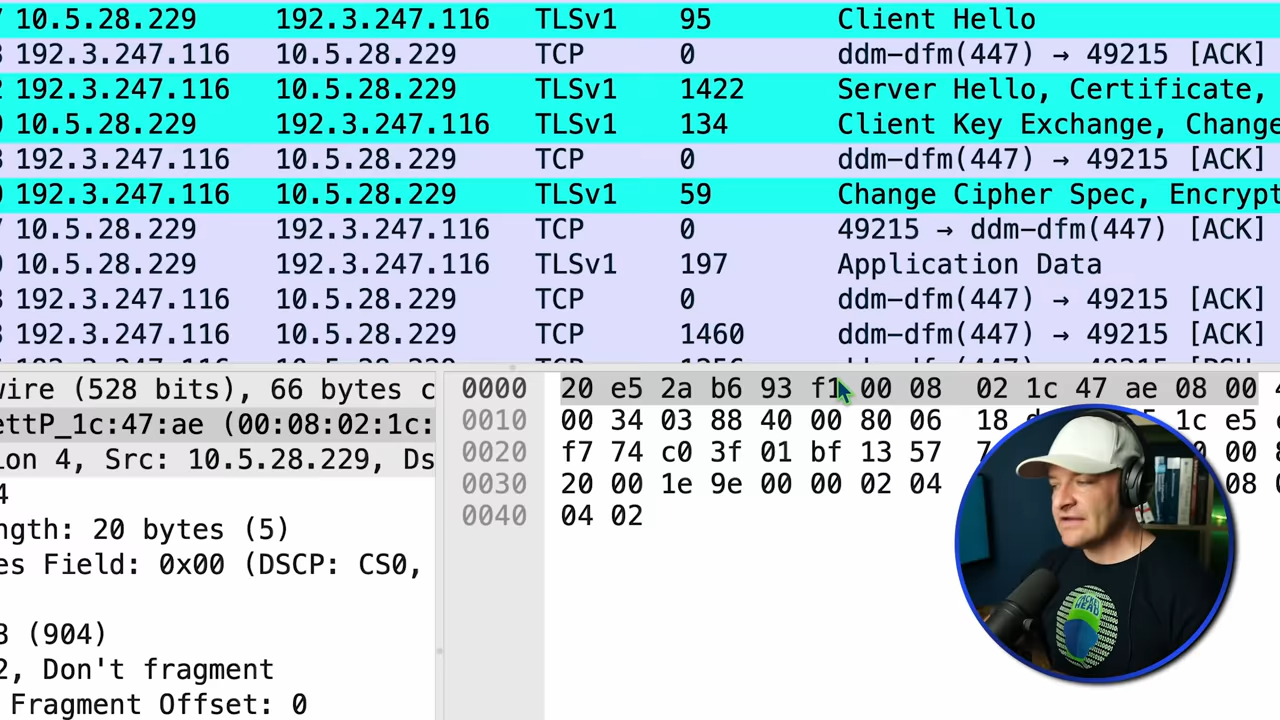 10.5.28.229 192.3.247.116 TLSv1 95 Client Hello
192.3.247.116 10.5.28.229 TCP 0 ddm-dfm(447) → 49215 [ACK]
192.3.247.116 10.5.28.229 TLSv1 1422 Server Hello, Certificate,
10.5.28.229 192.3.247.116 TLSv1 134 Client Key Exchange, Change
192.3.247.116 10.5.28.229 TCP 0 ddm-dfm(447) → 49215 [ACK]
192.3.247.116 10.5.28.229 TLSv1 59 Change Cipher Spec, Encrypt
10.5.28.229 192.3.247.116 TCP 0 49215 → ddm-dfm(447) [ACK]
10.5.28.229 192.3.247.116 TLSv1 197 Application Data
192.3.247.116 10.5.28.229 TCP 0 ddm-dfm(447) → 49215 [ACK]
192.3.247.116 10.5.28.229 TCP 1460 ddm-dfm(447) → 49215 [ACK]
wire (528 bits), 66 bytes c
ettP_1c:47:ae (00:08:02:1c:
ion 4, Src: 10.5.28.229, Ds
4
ngth: 20 bytes (5)
es Field: 0x00 (DSCP: CS0,
8 (904)
2, Don't fragment
Fragment Offset: 0
0000 20 e5 2a b6 93 f1 00 08 02 1c 47 ae 08 00
0010 00 34 03 88 40 00 80 06 18 1c e5
0020 f7 74 c0 3f 01 bf 13 57 00
0030 20 00 1e 9e 00 00 02 04 08
0040 04 02
HEAD